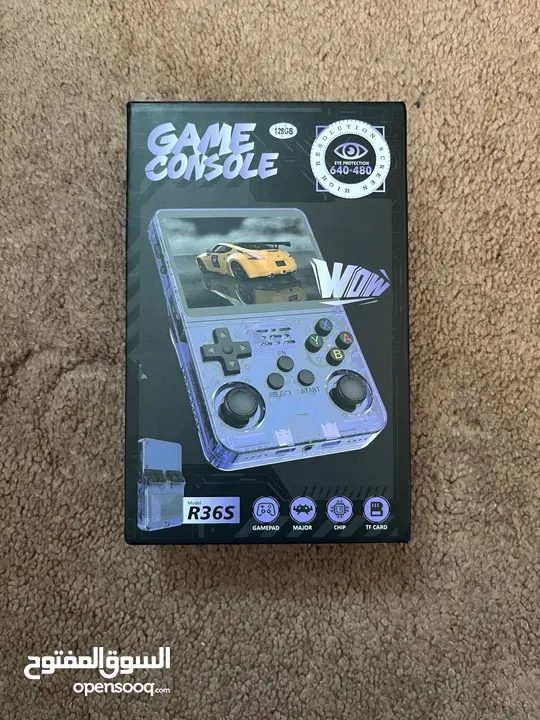 GAME
CONSOLE
128GB
HIGH RESOLUTION SCREEN
EYE PROTECTION
640*480
WOW
X
Y
A
B
ON
SELECT
START
Model
R36S
GAMEPAD
MAJOR
CHIP
TF CARD
السوق المفتوح
opensooq.com